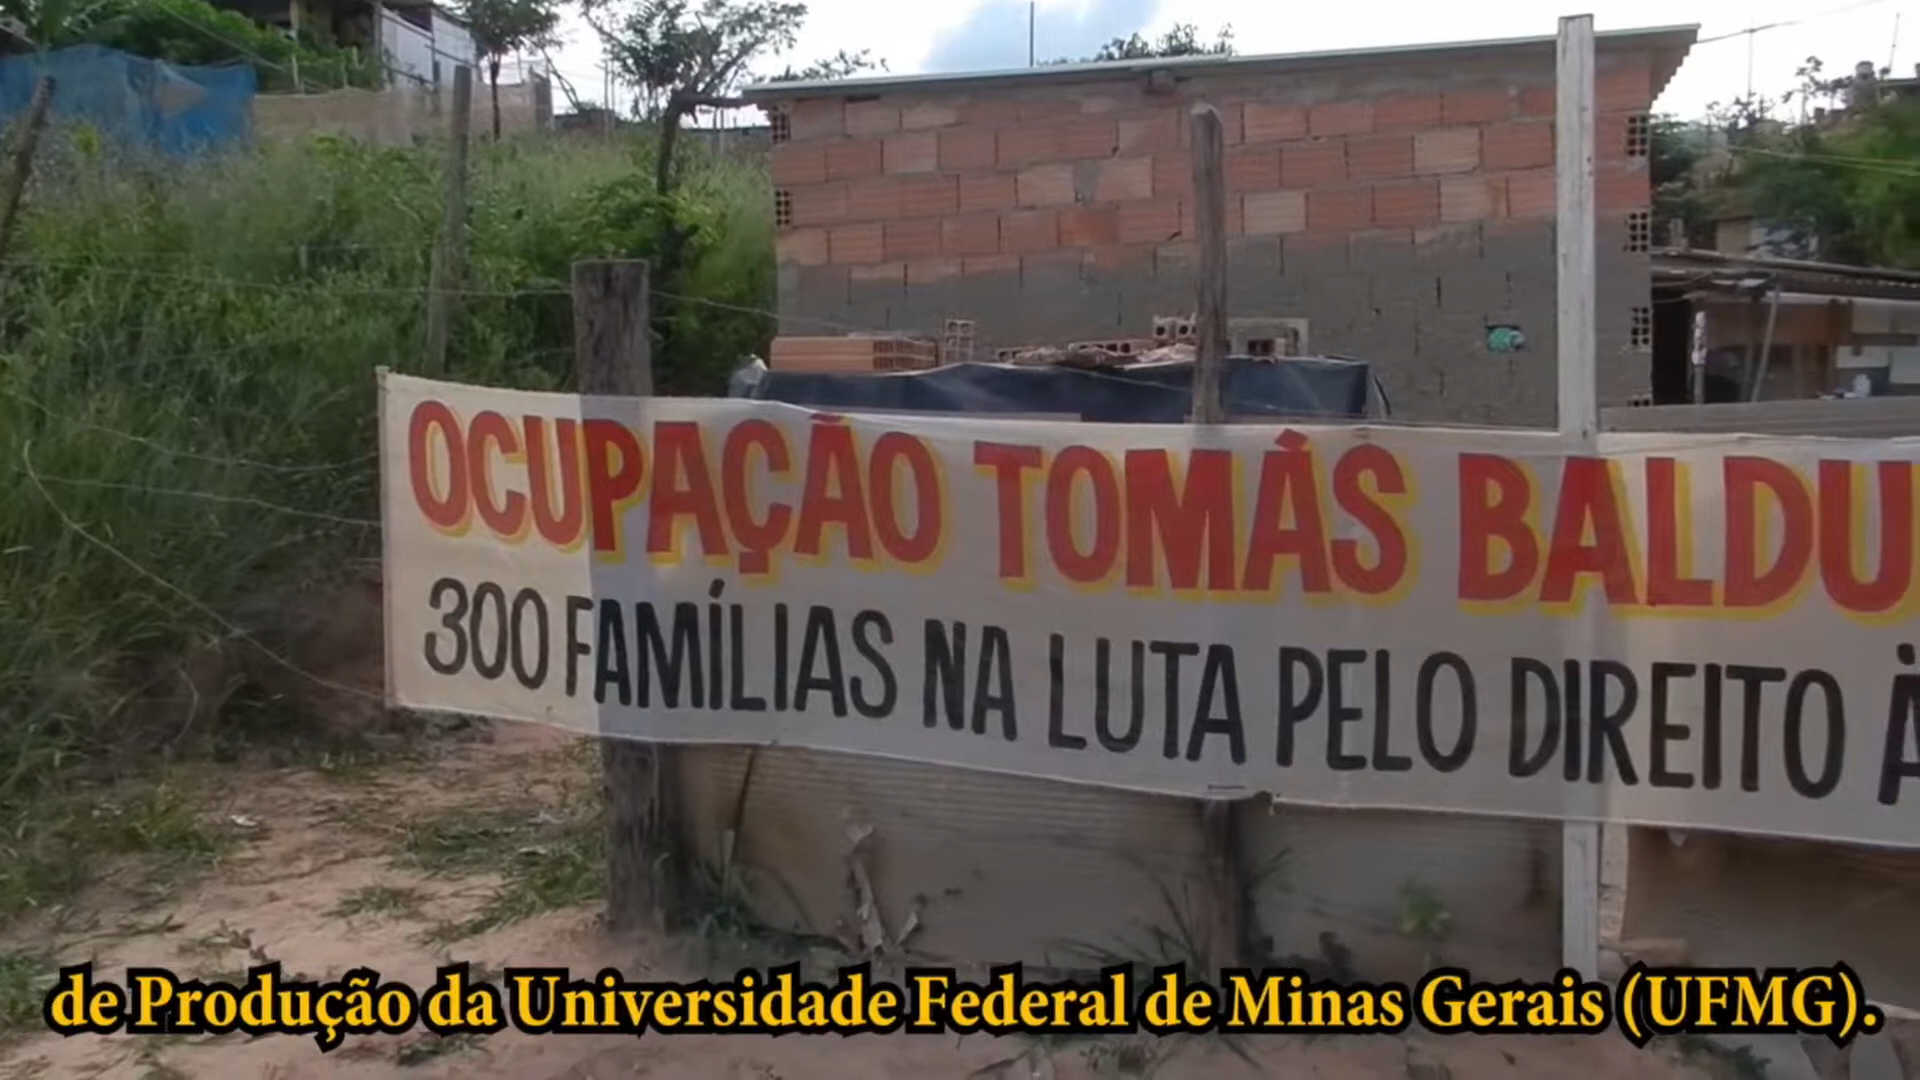 OCUPAÇÃO TOMÁS BALDU
300 FAMÍLIAS NA LUTA PELO DIREITO À
de Produção da Universidade Federal de Minas Gerais (UFMG).